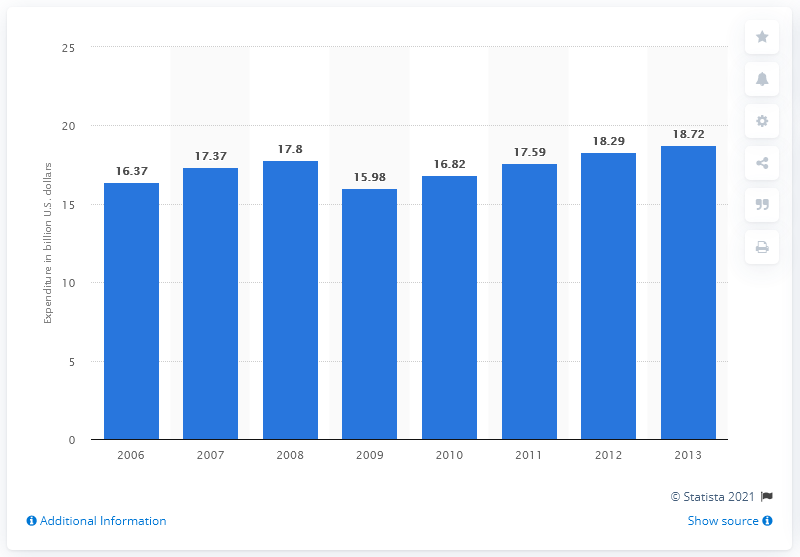 Expenditure in billion U.S. dollars
25
20
15
10
5
0
16.37
17.37
17.8
15.98
16.82
17.59
18.29
18.72
2006 2007 2008 2009 2010 2011 2012 2013
© Statista 2021
Additional Information
Show source